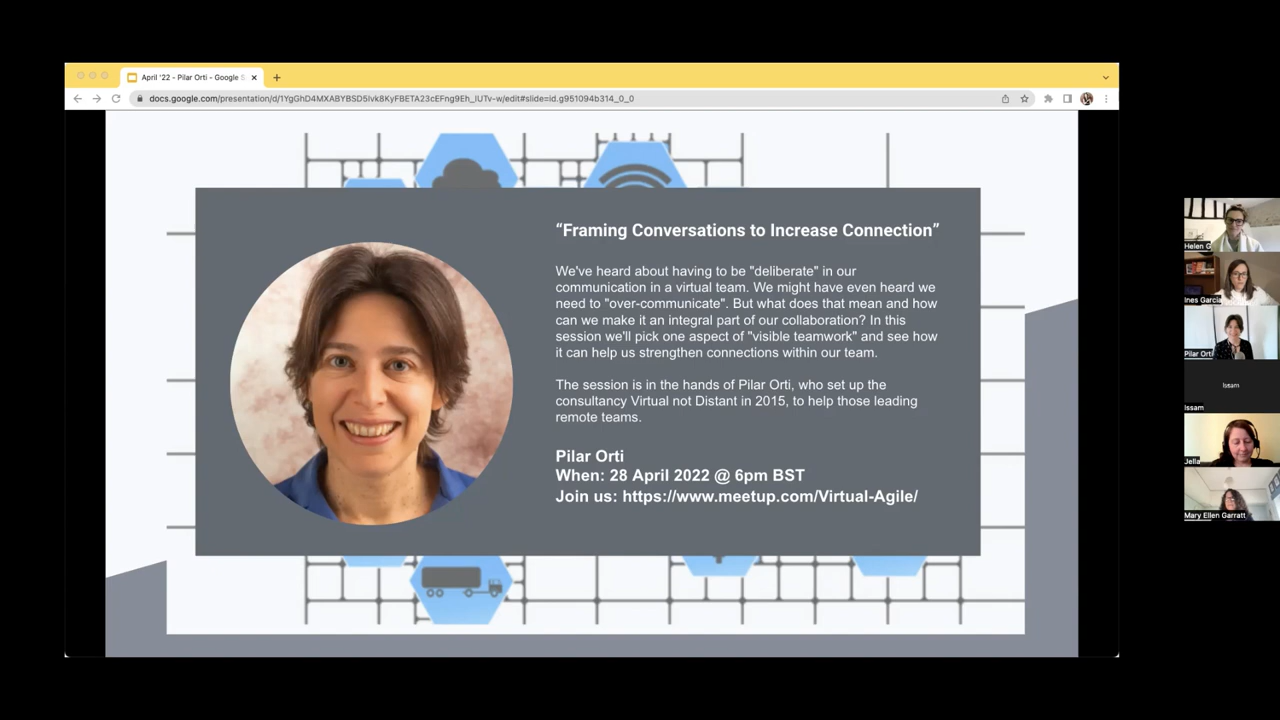 April '22 - Pilar Orti - Google S
docs.google.com/presentation/d/1YgGhD4MXABYBSD5lvk8KyFBETA23cEFng9Eh_IUTv-w/edit#slide=id.g951094b314_0_0
“Framing Conversations to Increase Connection”
We've heard about having to be "deliberate" in our
communication in a virtual team. We might have even heard we
need to "over-communicate". But what does that mean and how
can we make it an integral part of our collaboration? In this
session we'll pick one aspect of "visible teamwork" and see how
it can help us strengthen connections within our team.
The session is in the hands of Pilar Orti, who set up the
consultancy Virtual not Distant in 2015, to help those leading
remote teams.
Pilar Orti
When: 28 April 2022 @ 6pm BST
Join us: https://www.meetup.com/Virtual-Agile/
Helen G
Ines Garcia
Pilar Orti
Issam
Issam
Jella
Mary Ellen Garratt